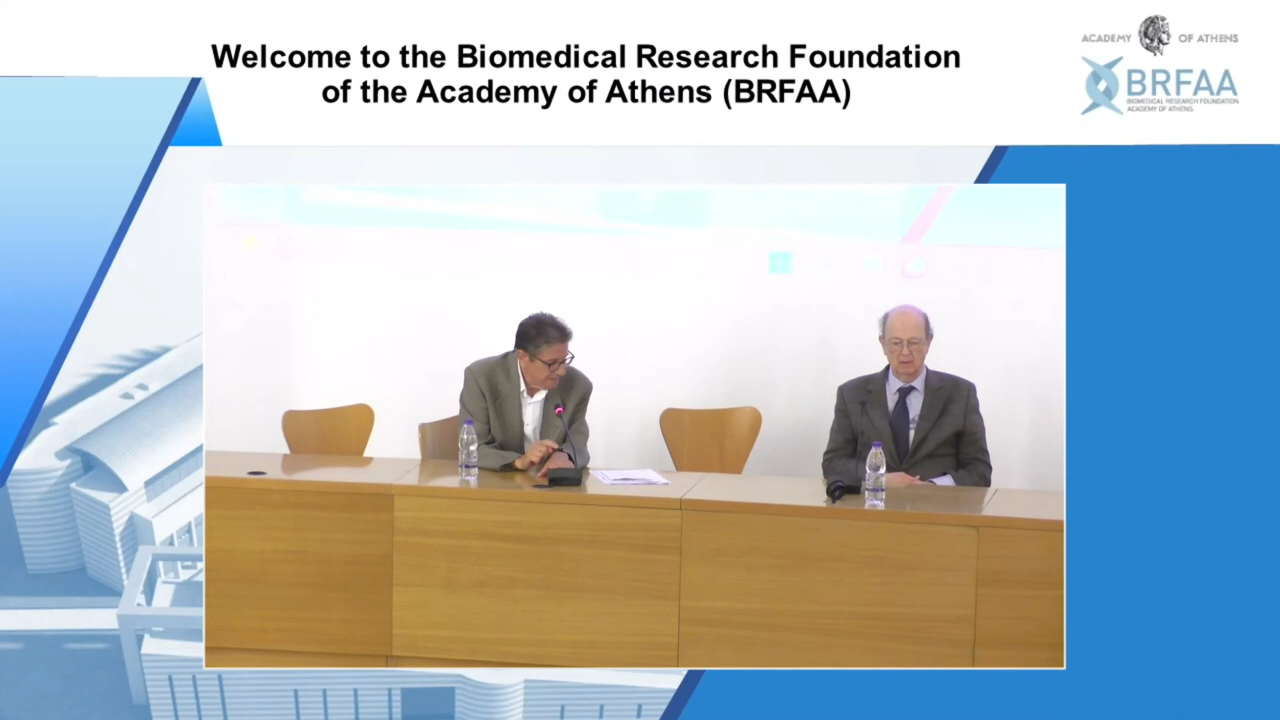 Welcome to the Biomedical Research Foundation
of the Academy of Athens (BRFAA)
ACADEMY OF ATHENS
BRFAA
BIOMEDICAL RESEARCH FOUNDATION
ACADEMY OF ATHENS